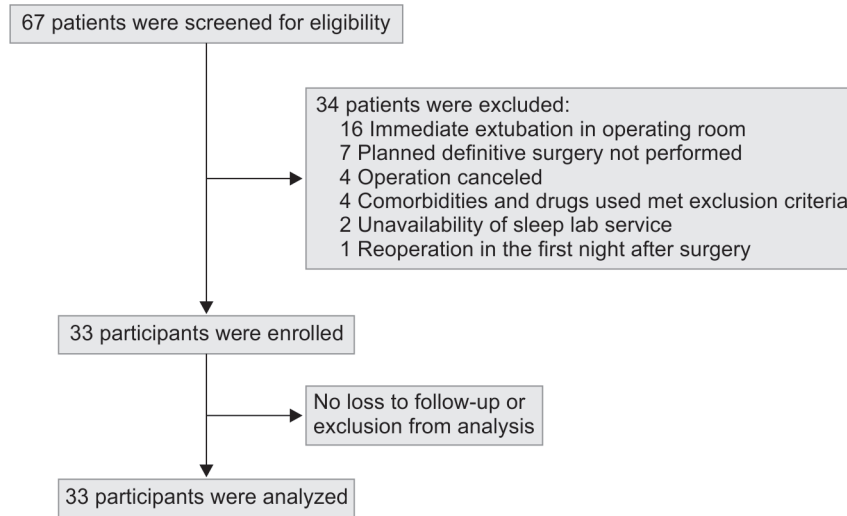 67 patients were screened for eligibility
34 patients were excluded:
16 Immediate extubation in operating room
7 Planned definitive surgery not performed
4 Operation canceled
4 Comorbidities and drugs used met exclusion criteria
2 Unavailability of sleep lab service
1 Reoperation in the first night after surgery
33 participants were enrolled
No loss to follow-up or
exclusion from analysis
33 participants were analyzed